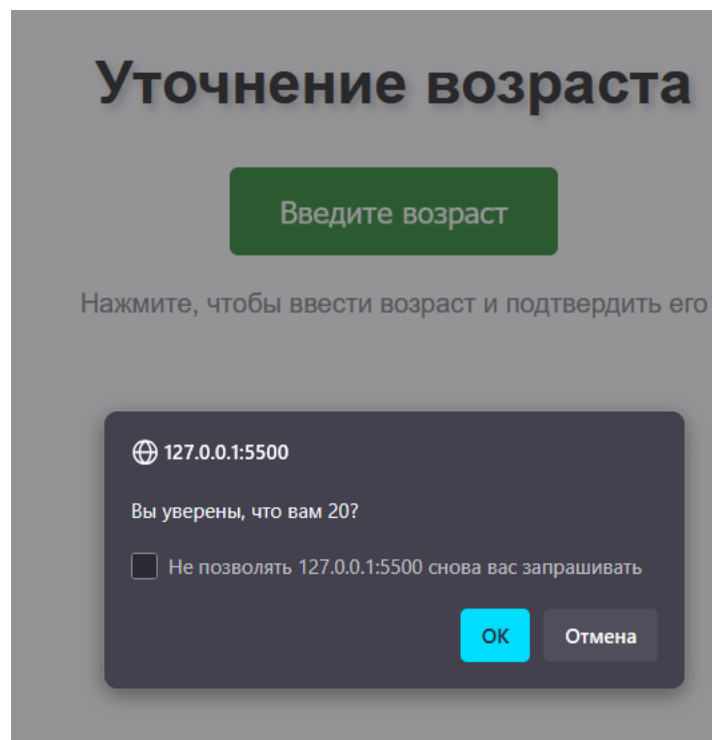 Уточнение возраста
Введите возраст
Нажмите, чтобы ввести возраст и подтвердить его
127.0.0.1:5500
Вы уверены, что вам 20?
Не позволять 127.0.0.1:5500 снова вас запрашивать
ОК
Отмена